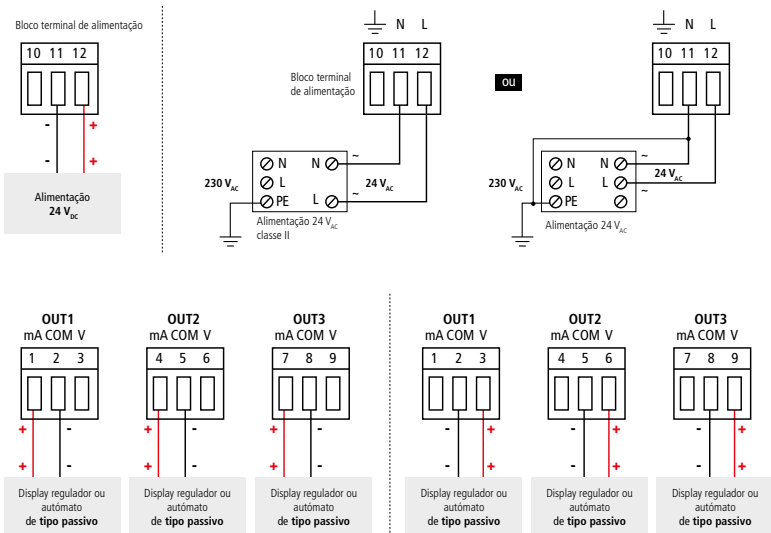 Bloco terminal de alimentação
10 11 12
- +
- +
Alimentação
24 VDC
N L
10 11 12
Bloco terminal
de alimentação
N N ~
230 VAC L 24 VAC
PE L ~
Alimentação 24 VAC
classe II
ou
N L
10 11 12
N N ~
230 VAC L L 24 VAC
PE ~
Alimentação 24 VAC
OUT1
mA COM V
1 2 3
+ -
+ -
Display regulador ou
autómato
de tipo passivo
OUT2
mA COM V
4 5 6
+ -
+ -
Display regulador ou
autómato
de tipo passivo
OUT3
mA COM V
7 8 9
+ -
+ -
Display regulador ou
autómato
de tipo passivo
OUT1
mA COM V
1 2 3
- +
- +
Display regulador ou
autómato
de tipo passivo
OUT2
mA COM V
4 5 6
- +
- +
Display regulador ou
autómato
de tipo passivo
OUT3
mA COM V
7 8 9
- +
- +
Display regulador ou
autómato
de tipo passivo